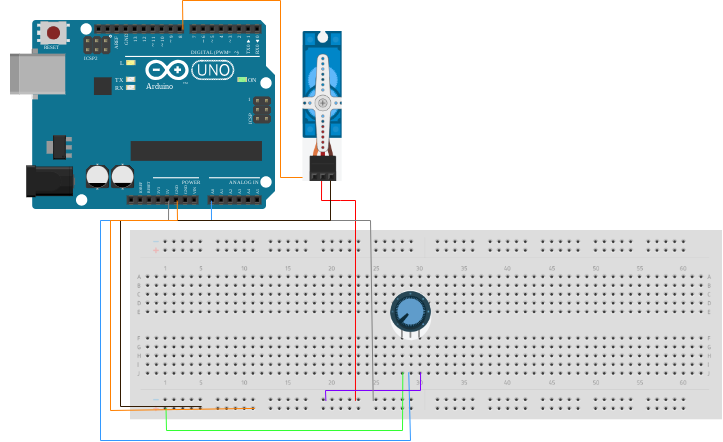 RESET
ICSP2
AREF
GND
13
12
~11
~10
~9
8
7
~6
~5
4
~3
2
TX0▶1
RX0◀0
DIGITAL (PWM= ~)
L
TX
RX
Arduino
™
UNO
ON
1
ICSP
POWER
ANALOG IN
RESET
3V3
5V
GND
GND
VIN
A0
A1
A2
A3
A4
A5
1 5 10 15 20 25 30 35 40 45 50 55 60
A
B
C
D
E
F
G
H
I
J
1 5 10 15 20 25 30 35 40 45 50 55 60